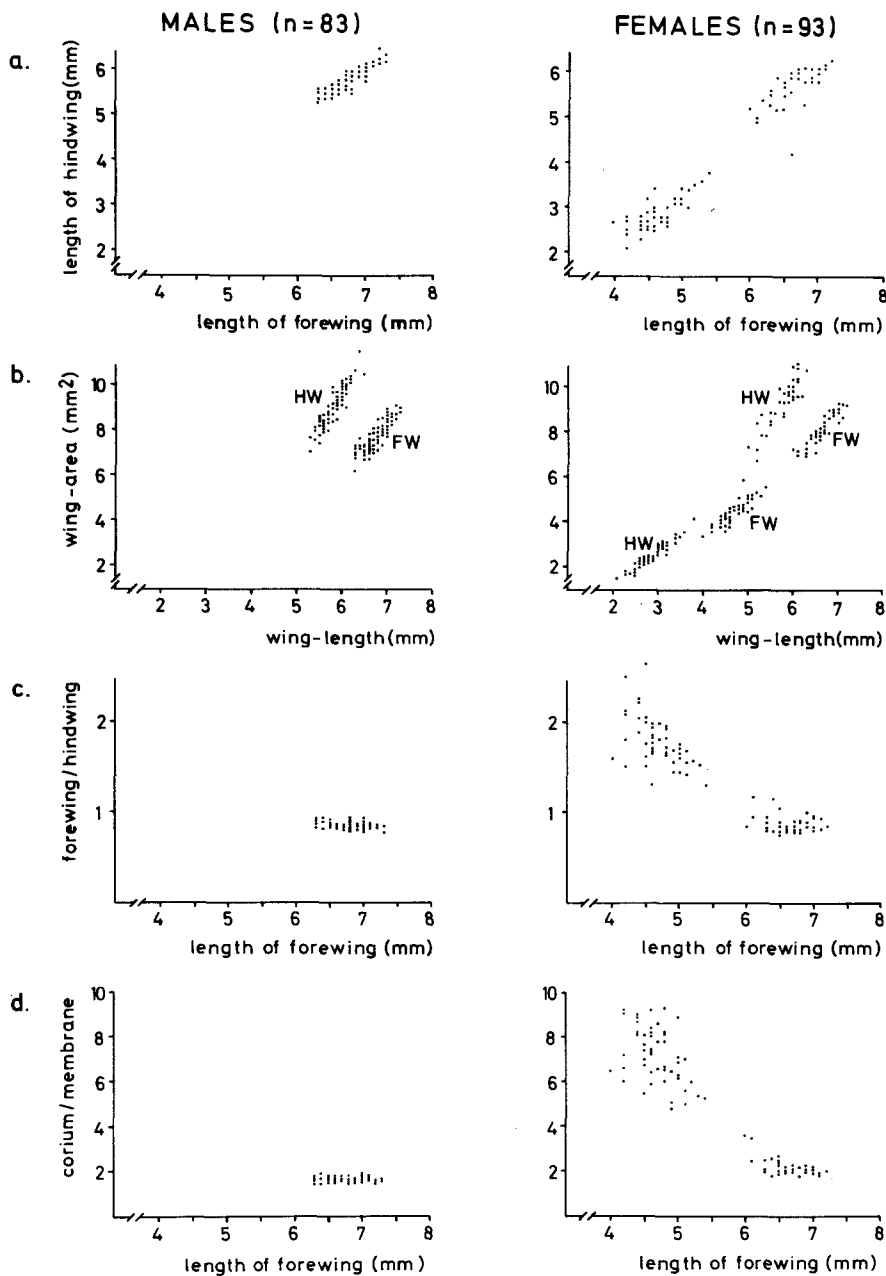 MALES (n=83)
FEMALES (n=93)
a.
length of hindwing (mm)
6
5
4
3
2
4 5 6 7 8
length of forewing (mm)
6
5
4
3
2
4 5 6 7 8
length of forewing (mm)
b.
wing-area (mm²)
10
8
6
4
2
HW
FW
2 3 4 5 6 7 8
wing-length (mm)
10
8
6
4
2
HW
FW
HW
FW
2 3 4 5 6 7 8
wing-length (mm)
c.
forewing/hindwing
2
1
4 5 6 7 8
length of forewing (mm)
2
1
4 5 6 7 8
length of forewing (mm)
d.
corium/membrane
10
8
6
4
2
4 5 6 7 8
length of forewing (mm)
10
8
6
4
2
4 5 6 7 8
length of forewing (mm)